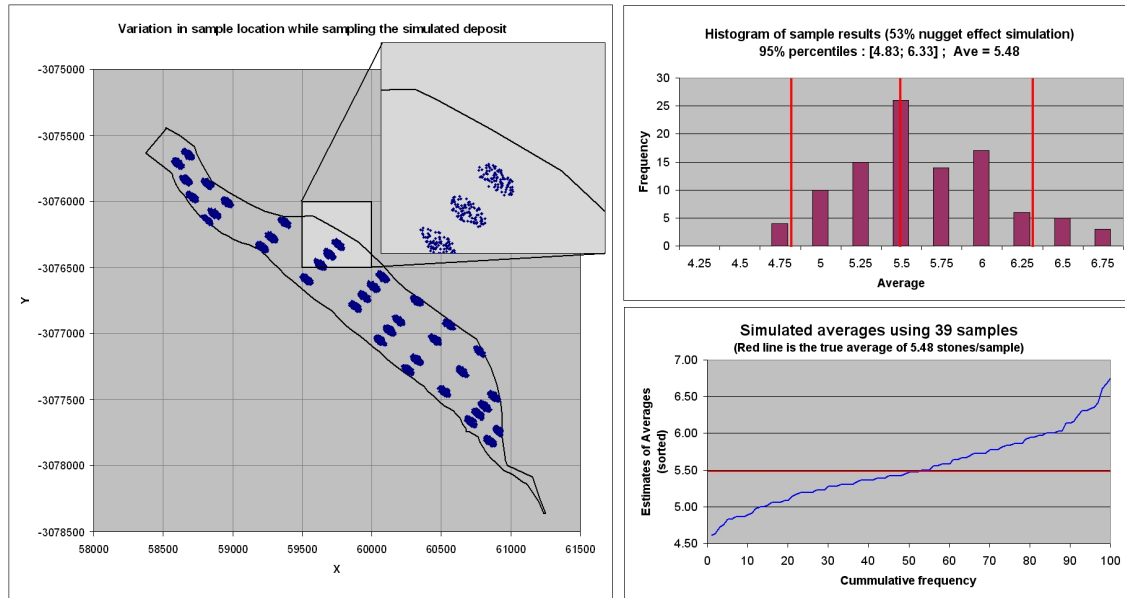 Variation in sample location while sampling the simulated deposit
-3075000
-3075500
-3076000
-3076500
-3077000
-3077500
-3078000
-3078500
Y
58000 58500 59000 59500 60000 60500 61000 61500
X
Histogram of sample results (53% nugget effect simulation)
95% percentiles : [4.83; 6.33] ; Ave = 5.48
Frequency
30
25
20
15
10
5
0
4.25 4.5 4.75 5 5.25 5.5 5.75 6 6.25 6.5 6.75
Average
Simulated averages using 39 samples
(Red line is the true average of 5.48 stones/sample)
Estimates of Averages
(sorted)
7.00
6.50
6.00
5.50
5.00
4.50
0 10 20 30 40 50 60 70 80 90 100
Cummulative frequency